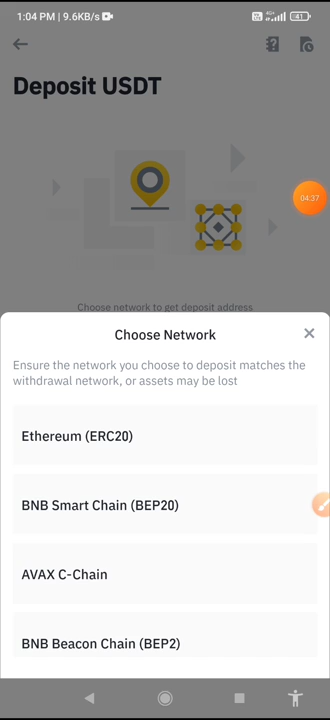 1:04 PM | 9.6KB/s
4G+
41
Deposit USDT
04:37
Choose network to get deposit address
Choose Network
Ensure the network you choose to deposit matches the
withdrawal network, or assets may be lost
Ethereum (ERC20)
BNB Smart Chain (BEP20)
AVAX C-Chain
BNB Beacon Chain (BEP2)